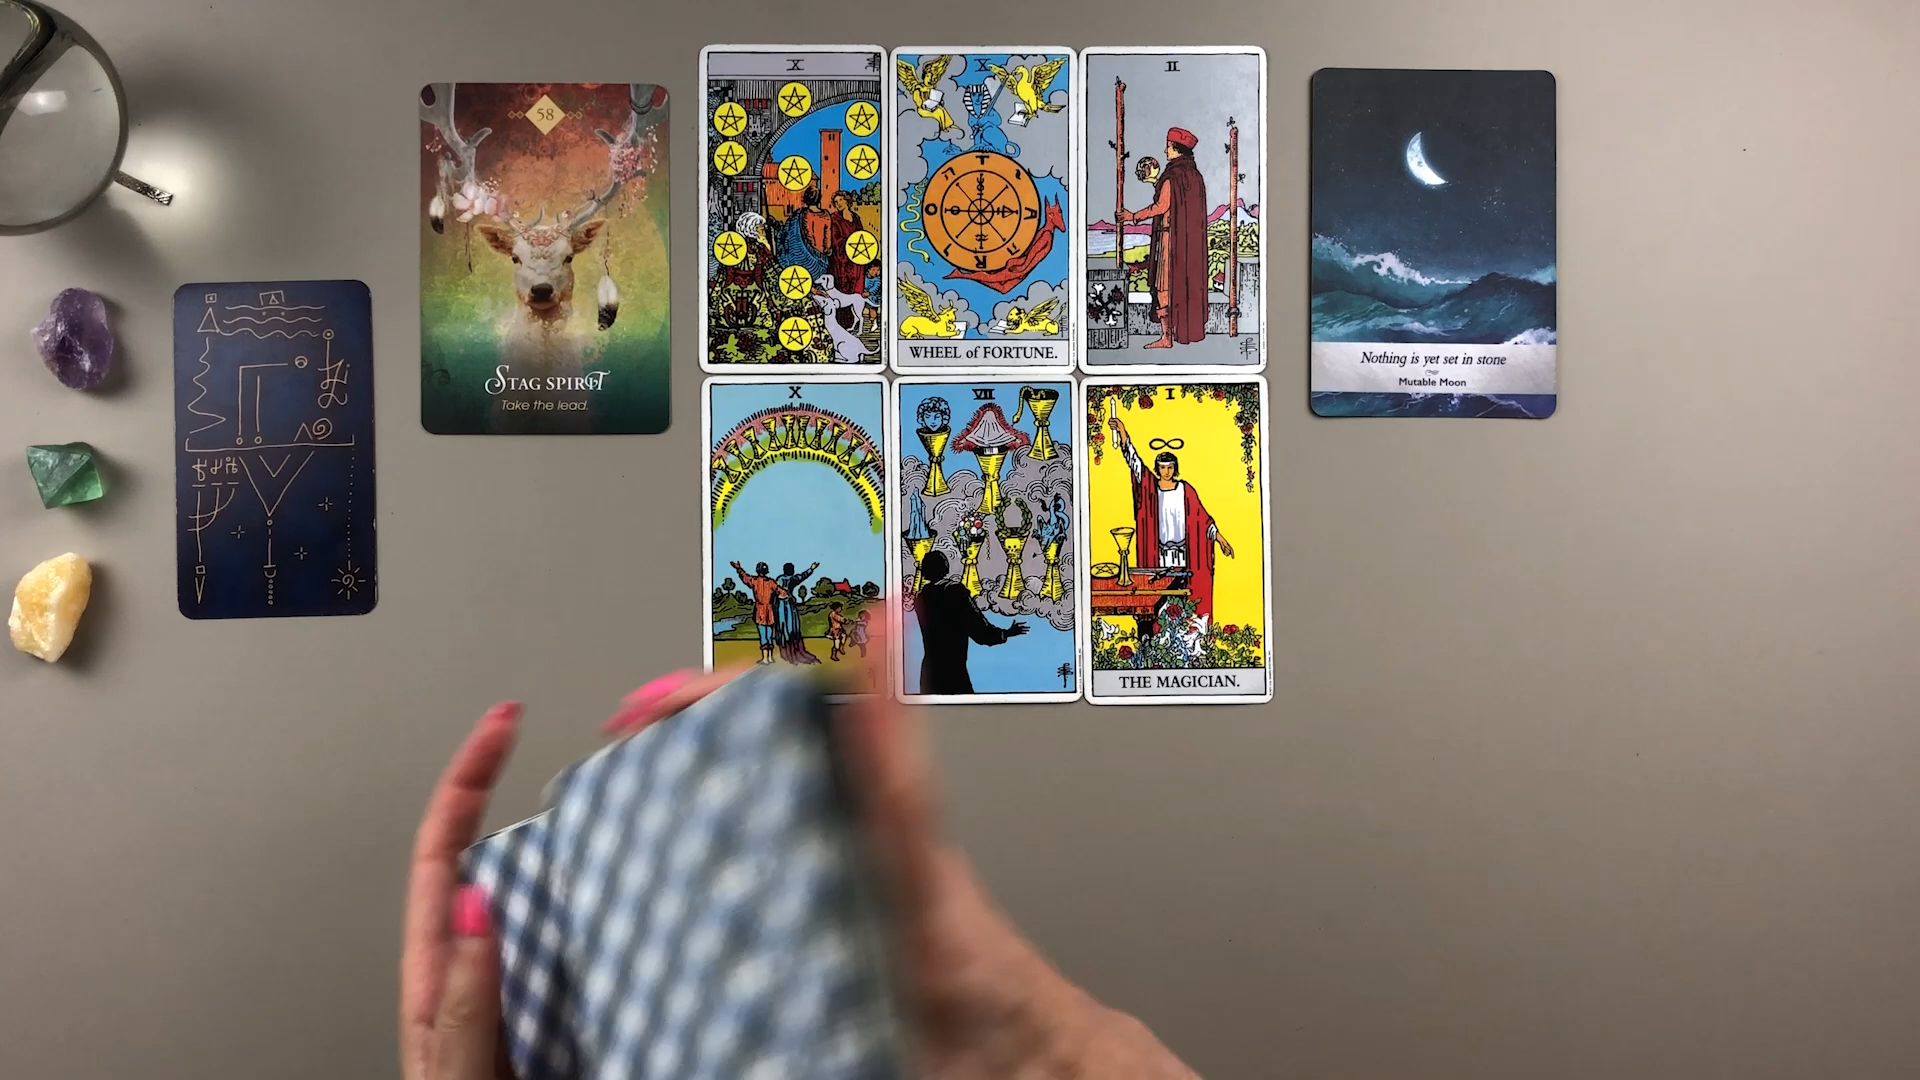 58
STAG SPIRIT
Take the lead.
X
X
WHEEL of FORTUNE.
II
Nothing is yet set in stone
Mutable Moon
X
VII
I
THE MAGICIAN.